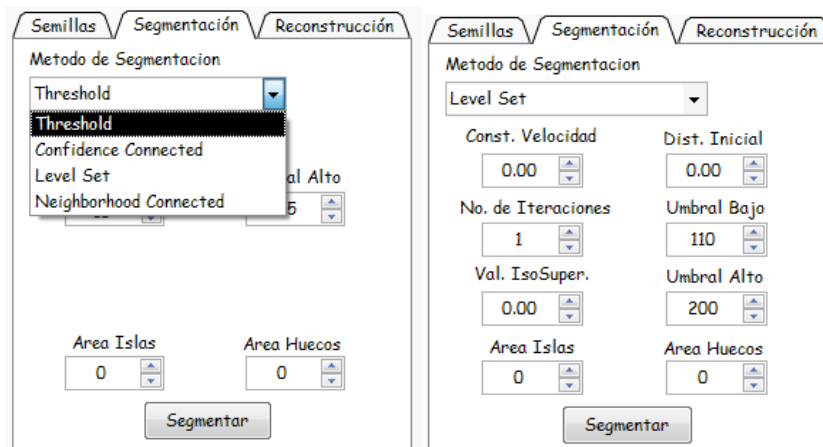 Semillas Segmentación Reconstrucción
Metodo de Segmentacion
Threshold
Threshold
Confidence Connected
Level Set
Neighborhood Connected
al Alto
5
Area Islas Area Huecos
0 0
Segmentar
Semillas Segmentación Reconstrucción
Metodo de Segmentacion
Level Set
Const. Velocidad Dist. Inicial
0.00 0.00
No. de Iteraciones Umbral Bajo
1 110
Val. IsoSuper. Umbral Alto
0.00 200
Area Islas Area Huecos
0 0
Segmentar